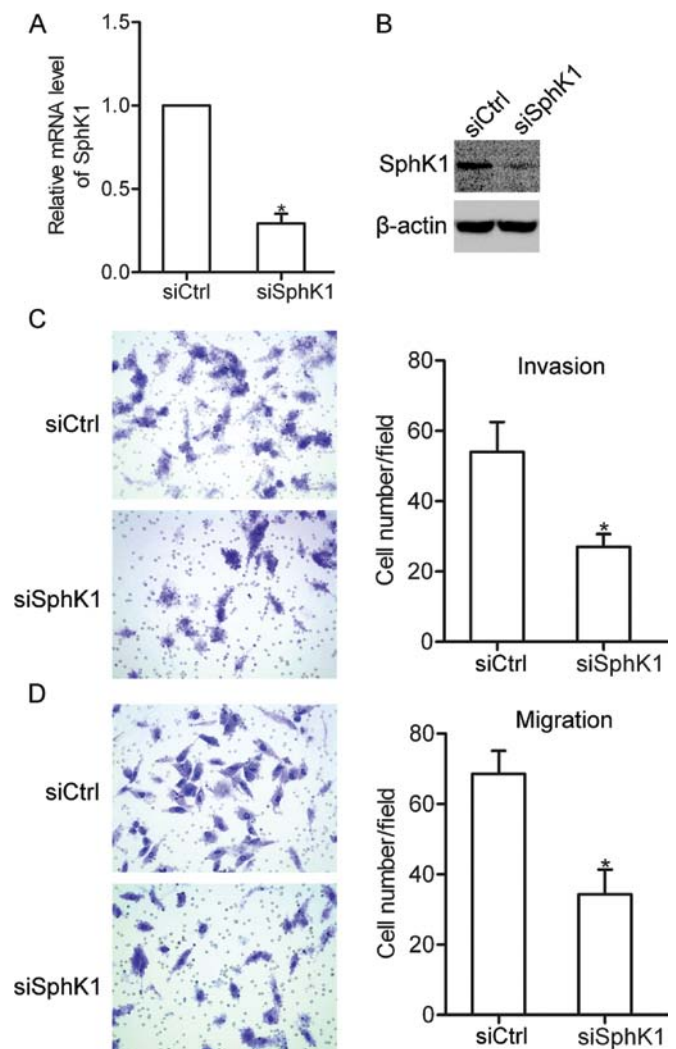 A
Relative mRNA level
of SphK1
1.0
0.5
0.0
*
siCtrl
siSphK1
B
siCtrl
siSphK1
SphK1
β-actin
C
siCtrl
siSphK1
Invasion
Cell number/field
80
60
40
20
0
*
siCtrl
siSphK1
D
siCtrl
siSphK1
Migration
Cell number/field
80
60
40
20
0
*
siCtrl
siSphK1